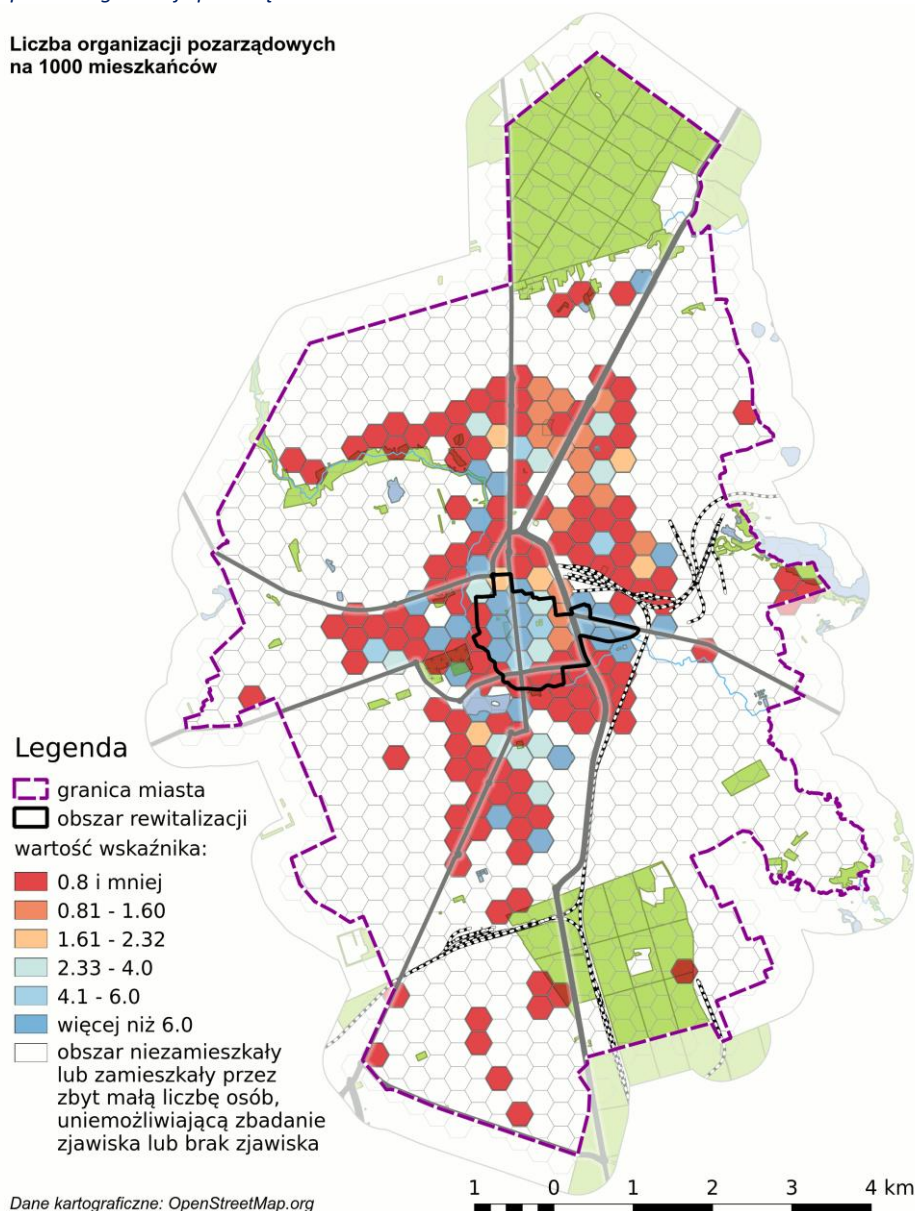 Liczba organizacji pozarządowych
na 1000 mieszkańców
Legenda
granica miasta
obszar rewitalizacji
wartość wskaźnika:
0.8 i mniej
0.81 - 1.60
1.61 - 2.32
2.33 - 4.0
4.1 - 6.0
więcej niż 6.0
obszar niezamieszkały
lub zamieszkały przez
zbyt małą liczbę osób,
uniemożliwiającą zbadanie
zjawiska lub brak zjawiska
Dane kartograficzne: OpenStreetMap.org
1 0 1 2 3 4 km